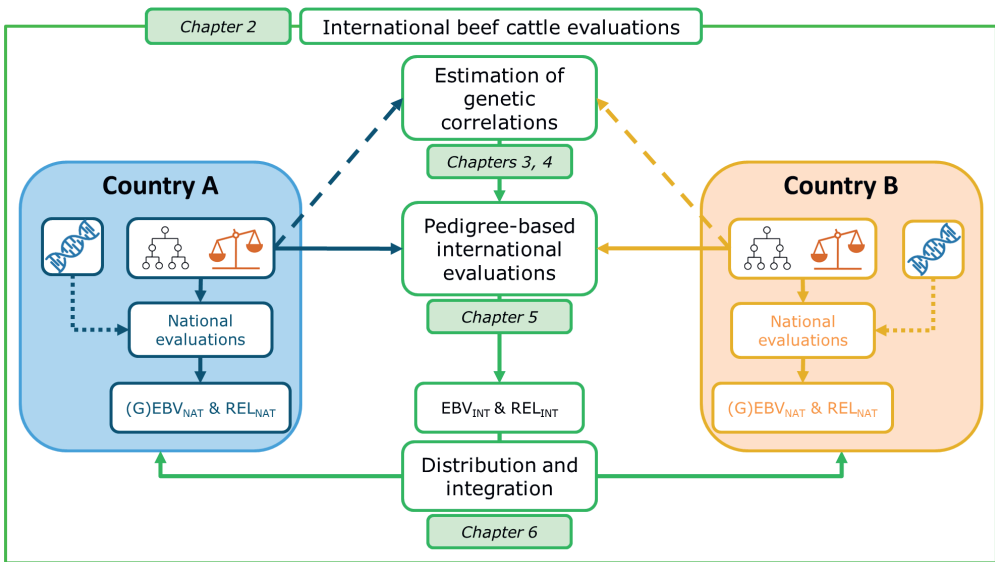 Chapter 2
International beef cattle evaluations
Estimation of
genetic
correlations
Chapters 3, 4
Country A
Country B
Pedigree-based
international
evaluations
Chapter 5
National
evaluations
National
evaluations
(G)EBV_NAT & REL_NAT
EBV_INT & REL_INT
(G)EBV_NAT & REL_NAT
Distribution and
integration
Chapter 6